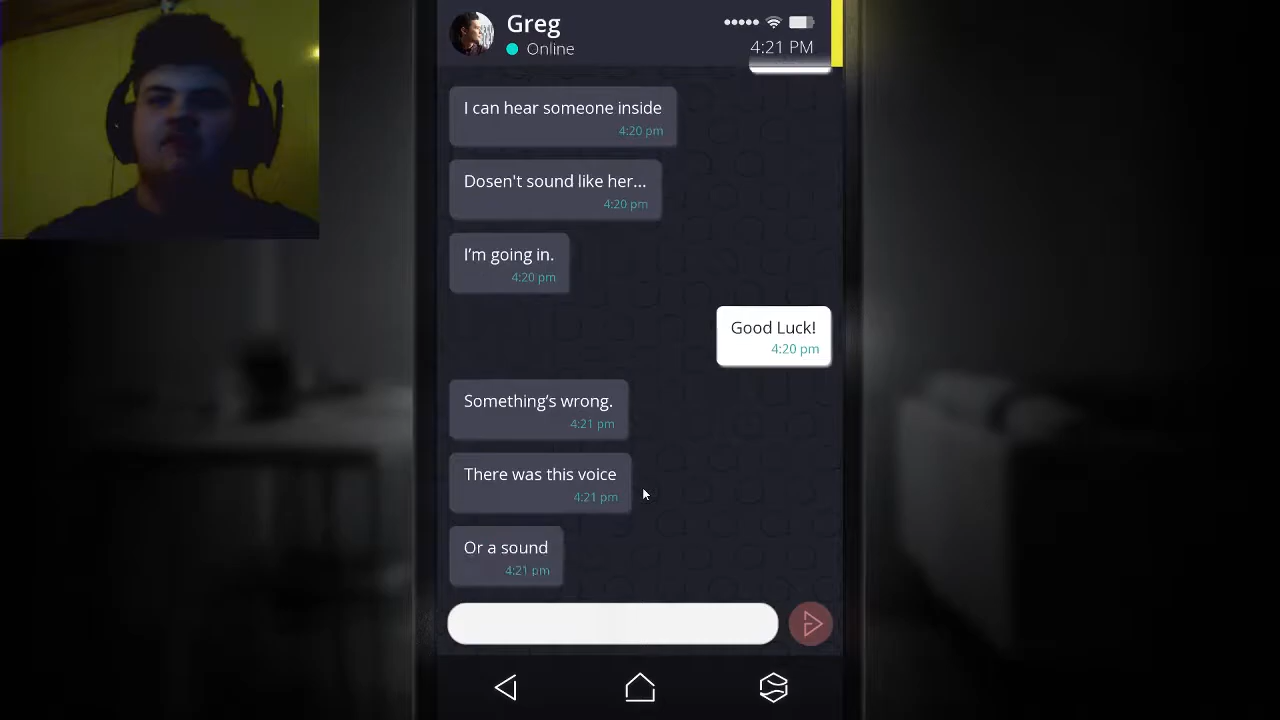 Greg
Online
4:21 PM
I can hear someone inside
4:20 pm
Dosen't sound like her...
4:20 pm
I'm going in.
4:20 pm
Good Luck!
4:20 pm
Something's wrong.
4:21 pm
There was this voice
4:21 pm
Or a sound
4:21 pm